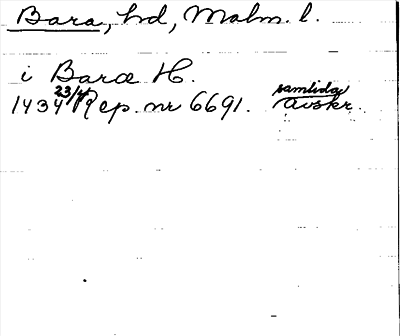 Bara, hd, Malm. l.
i Baræ H.
1434 23/4 Rep. nr 6691. samtida avskr.